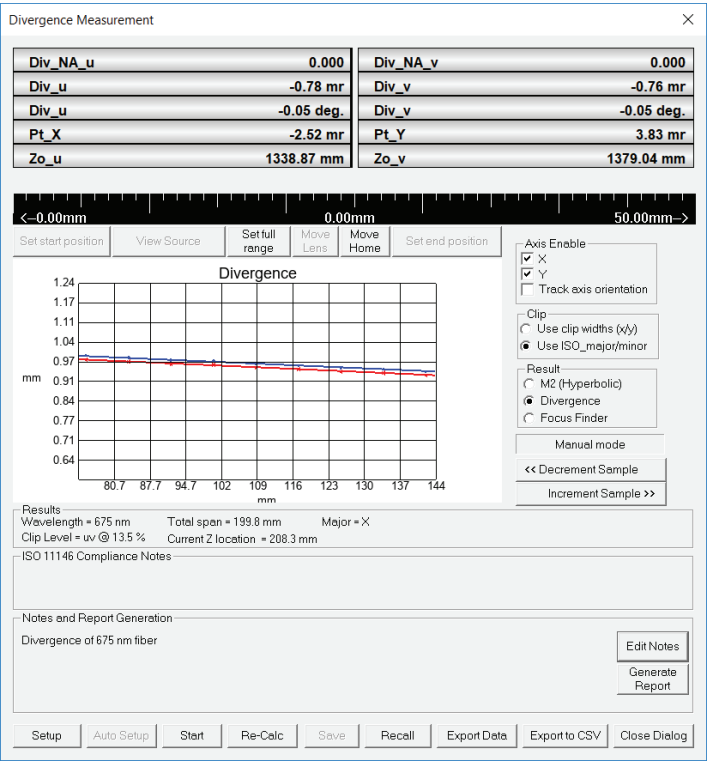 Divergence Measurement
Div_NA_u 0.000 Div_NA_v 0.000
Div_u -0.78 mr Div_v -0.76 mr
Div_u -0.05 deg. Div_v -0.05 deg.
Pt_X -2.52 mr Pt_Y 3.83 mr
Zo_u 1338.87 mm Zo_v 1379.04 mm
<-0.00mm 0.00mm 50.00mm->
Set start position View Source Set full range Move Lens Move Home Set end position
Axis Enable
X
Y
Track axis orientation
Clip
Use clip widths (x/y)
Use ISO_major/minor
Result
M2 (Hyperbolic)
Divergence
Focus Finder
Manual mode
<< Decrement Sample
Increment Sample >>
Divergence
1.24
1.17
1.11
1.04
0.97
mm 0.91
0.84
0.77
0.71
0.64
80.7 87.7 94.7 102 109 116 123 130 137 144
mm
Results
Wavelength = 675 nm Total span = 199.8 mm Major = X
Clip Level = uv @ 13.5 % Current Z location = 208.3 mm
ISO 11146 Compliance Notes
Notes and Report Generation
Divergence of 675 nm fiber
Edit Notes
Generate Report
Setup Auto Setup Start Re-Calc Save Recall Export Data Export to CSV Close Dialog